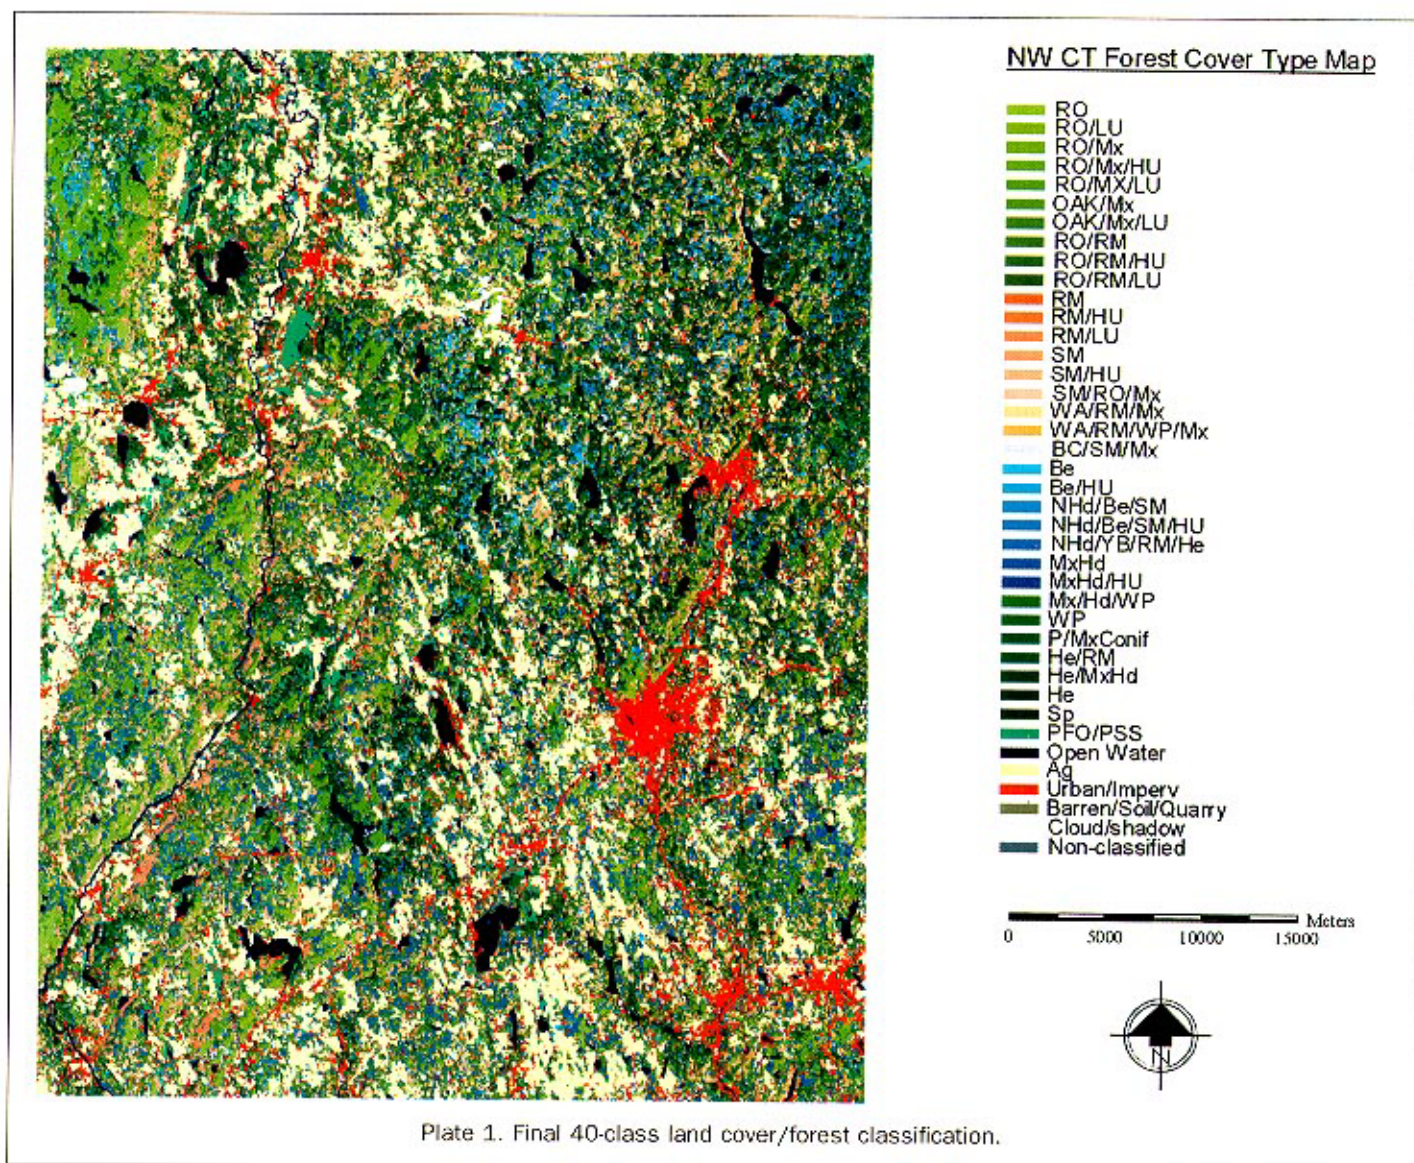 NW CT Forest Cover Type Map
RO
RO/LU
RO/Mx
RO/Mx/HU
RO/MX/LU
OAK/Mx
OAK/Mx/LU
RO/RM
RO/RM/HU
RO/RM/LU
RM
RM/HU
RM/LU
SM
SM/HU
SM/RO/Mx
WA/RM/Mx
WA/RM/WP/Mx
BC/SM/Mx
Be
Be/HU
NHd/Be/SM
NHd/Be/SM/HU
NHd/YB/RM/He
MxHd
MxHd/HU
Mx/Hd/WP
WP
P/MxConif
He/RM
He/MxHd
He
Sp
PFO/PSS
Open Water
Ag
Urban/Imperv
Barren/Soil/Quarry
Cloud/shadow
Non-classified
Meters
0 5000 10000 15000
N
Plate 1. Final 40-class land cover/forest classification.